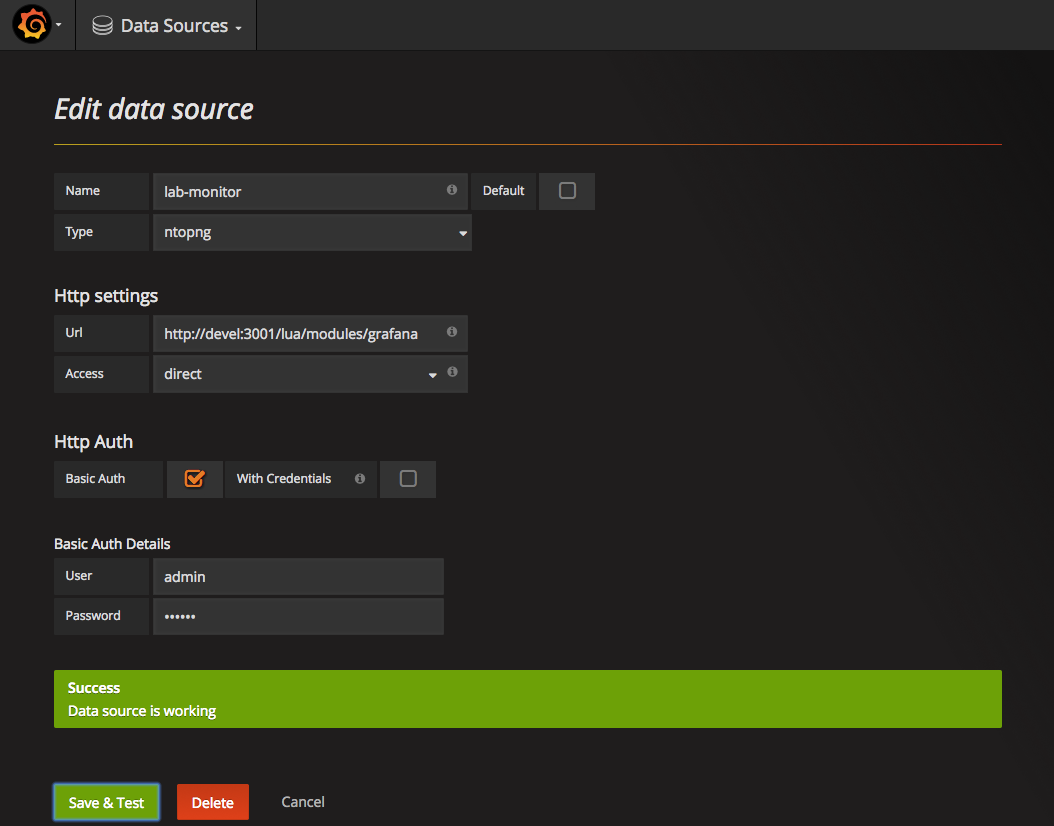 Data Sources
Edit data source
Name lab-monitor Default
Type ntopng
Http settings
Url http://devel:3001/lua/modules/grafana
Access direct
Http Auth
Basic Auth With Credentials
Basic Auth Details
User admin
Password ••••••
Success
Data source is working
Save & Test Delete Cancel